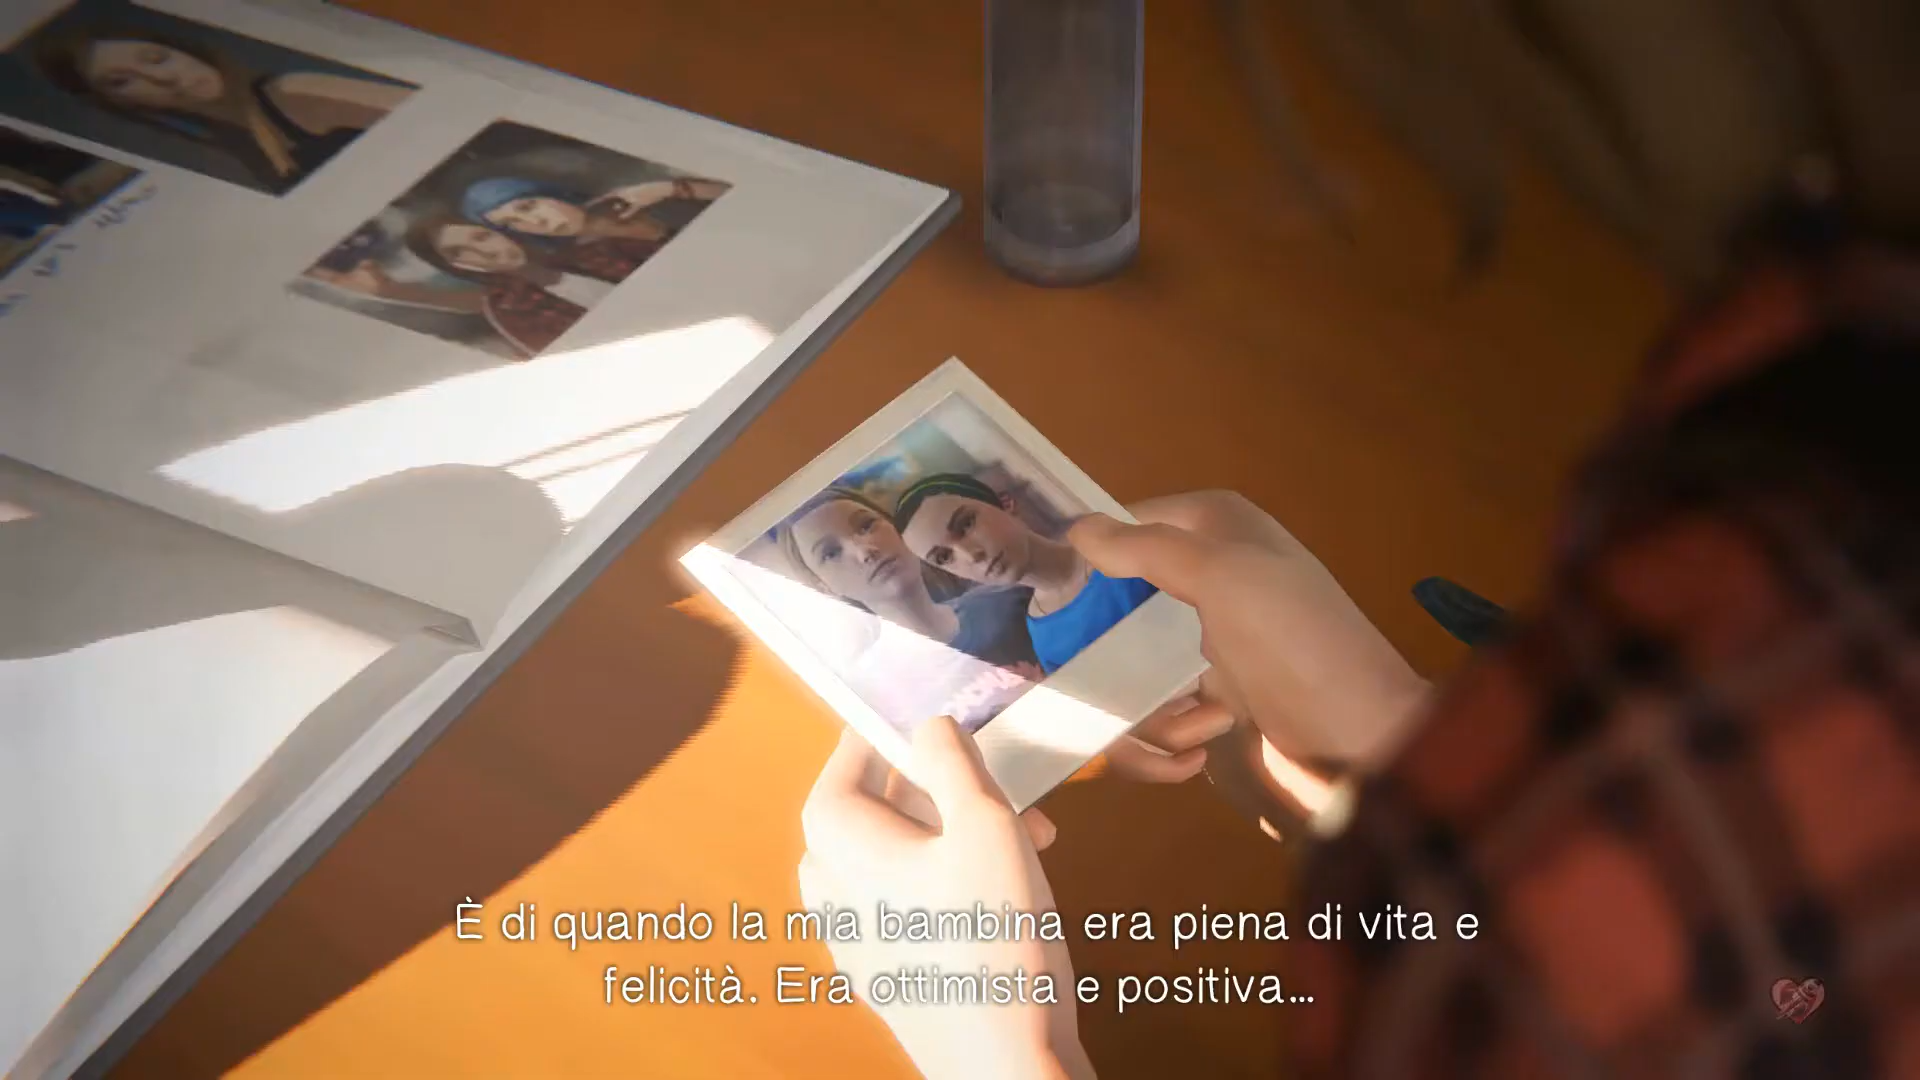 È di quando la mia bambina era piena di vita e
felicità. Era ottimista e positiva...